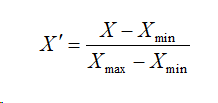 X′ = (X − X_min) / (X_max − X_min)